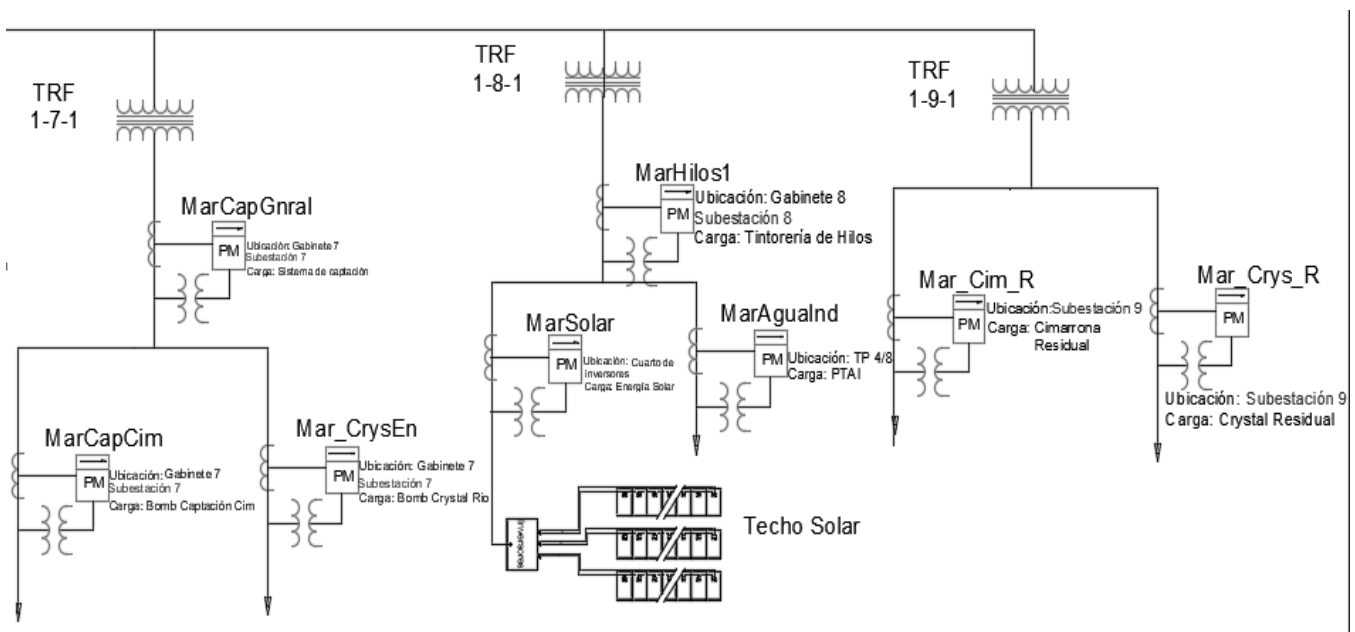 TRF
1-7-1
TRF
1-8-1
TRF
1-9-1
MarCapGnral
PM
Ubicación: Gabinete 7
Subestación 7
Carga: Sistema de captación
MarHilos1
PM
Ubicación: Gabinete 8
Subestación 8
Carga: Tintorería de Hilos
Mar_Cim_R
PM
Ubicación:Subestación 9
Carga: Cimarrona
Residual
Mar_Crys_R
PM
Ubicación: Subestación 9
Carga: Crystal Residual
MarSolar
PM
Ubicación: Cuarto de
inversores
Carga: Energía Solar
MarAguaInd
PM
Ubicación: TP 4/8
Carga: PTAI
MarCapCim
PM
Ubicación: Gabinete 7
Subestación 7
Carga: Bomb Captación Cim
Mar_CrysEn
PM
Ubicación: Gabinete 7
Subestación 7
Carga: Bomb Crystal Rio
INVERSORES
Techo Solar